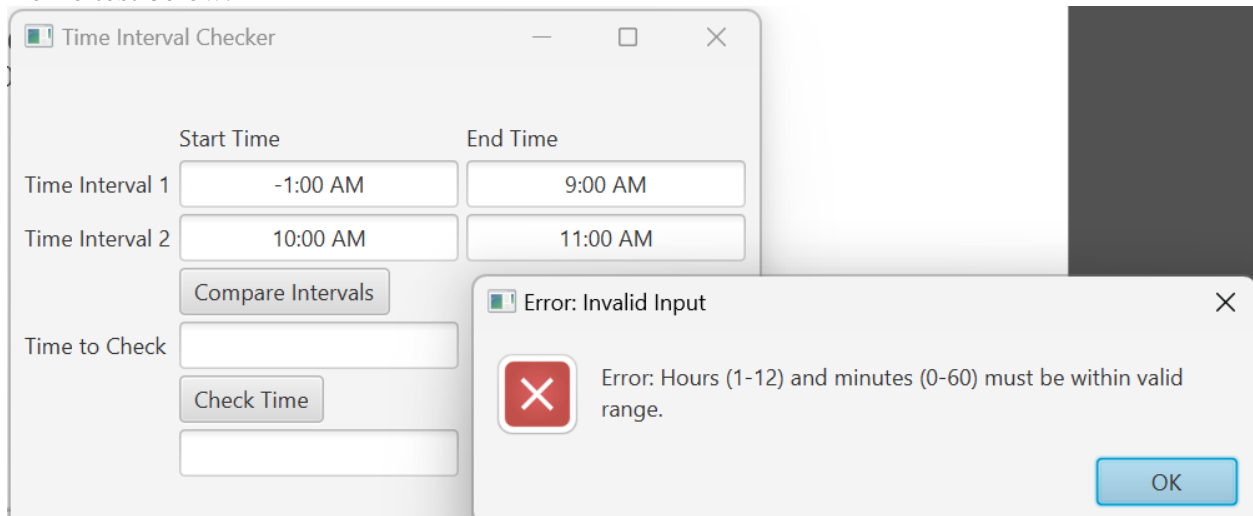 Time Interval Checker
Start Time End Time
Time Interval 1 -1:00 AM 9:00 AM
Time Interval 2 10:00 AM 11:00 AM
Compare Intervals
Error: Invalid Input
Time to Check
Error: Hours (1-12) and minutes (0-60) must be within valid
range.
Check Time
OK